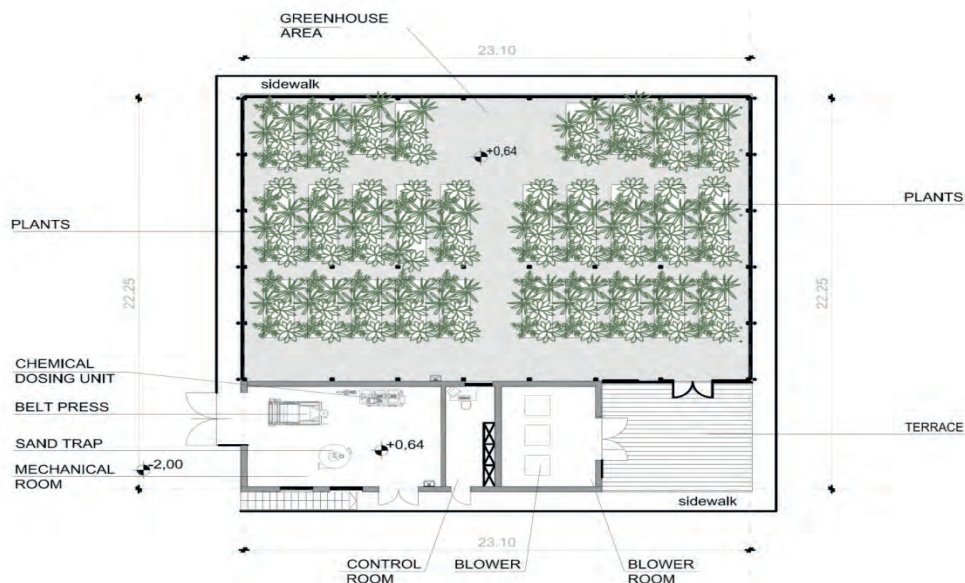 GREENHOUSE
AREA
23.10
sidewalk
+0,64
PLANTS
PLANTS
22.25
22.25
CHEMICAL
DOSING UNIT
BELT PRESS
SAND TRAP
+0,64
TERRACE
MECHANICAL
ROOM
-2,00
sidewalk
23.10
CONTROL
ROOM
BLOWER
BLOWER
ROOM